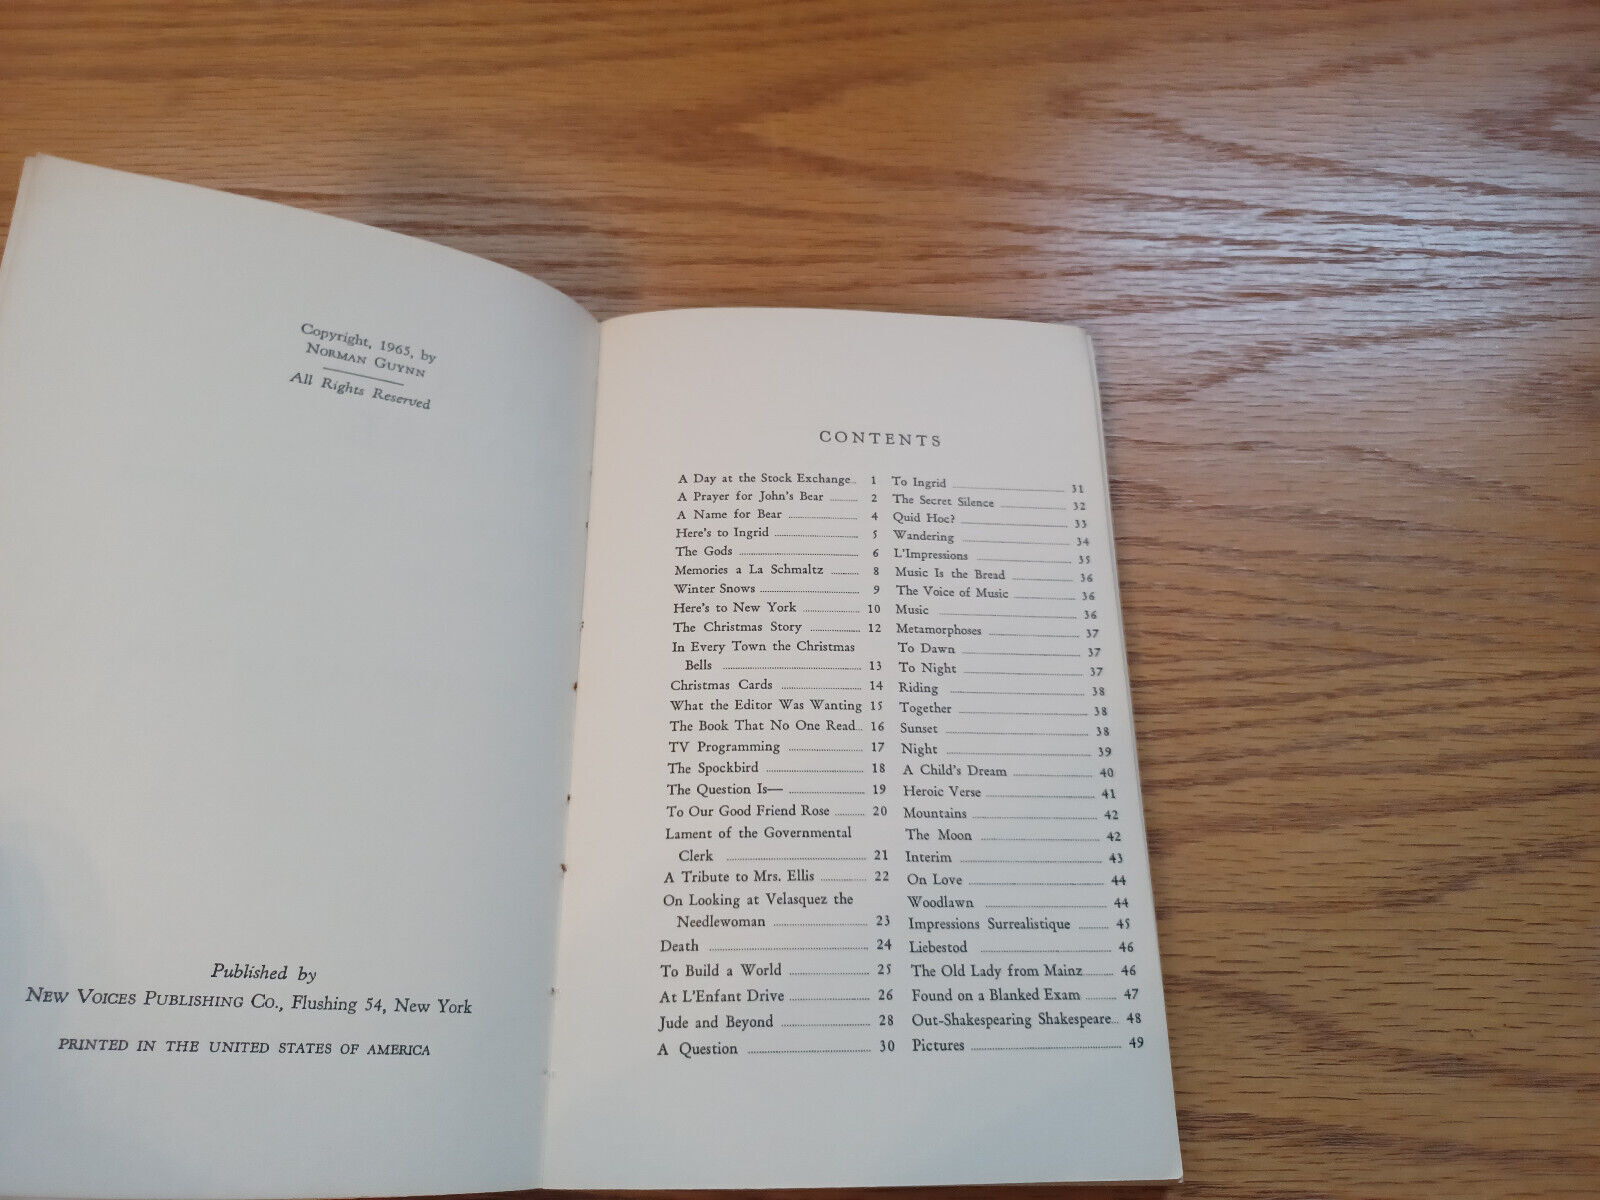 Copyright, 1965, by
NORMAN GUYNN
All Rights Reserved
Published by
NEW VOICES PUBLISHING CO., Flushing 54, New York
PRINTED IN THE UNITED STATES OF AMERICA
CONTENTS
A Day at the Stock Exchange 1
A Prayer for John's Bear 2
A Name for Bear 4
Here's to Ingrid 5
The Gods 6
Memories a La Schmaltz 8
Winter Snows 9
Here's to New York 10
The Christmas Story 12
In Every Town the Christmas
Bells 13
Christmas Cards 14
What the Editor Was Wanting 15
The Book That No One Read 16
TV Programming 17
The Spockbird 18
The Question Is— 19
To Our Good Friend Rose 20
Lament of the Governmental
Clerk 21
A Tribute to Mrs. Ellis 22
On Looking at Velasquez the
Needlewoman 23
Death 24
To Build a World 25
At L'Enfant Drive 26
Jude and Beyond 28
A Question 30
To Ingrid 31
The Secret Silence 32
Quid Hoc? 33
Wandering 34
L'Impressions 35
Music Is the Bread 36
The Voice of Music 36
Music 36
Metamorphoses 37
To Dawn 37
To Night 37
Riding 38
Together 38
Sunset 38
Night 39
A Child's Dream 40
Heroic Verse 41
Mountains 42
The Moon 42
Interim 43
On Love 44
Woodlawn 44
Impressions Surrealistique 45
Liebestod 46
The Old Lady from Mainz 46
Found on a Blanked Exam 47
Out-Shakespearing Shakespeare 48
Pictures 49